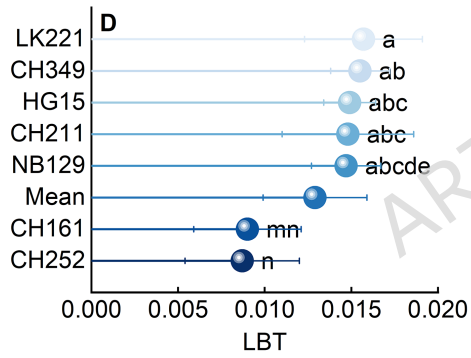 D
LK221 a
CH349 ab
HG15 abc
CH211 abc
NB129 abcde
Mean
CH161 mn
CH252 n
0.000 0.005 0.010 0.015 0.020
LBT
ART